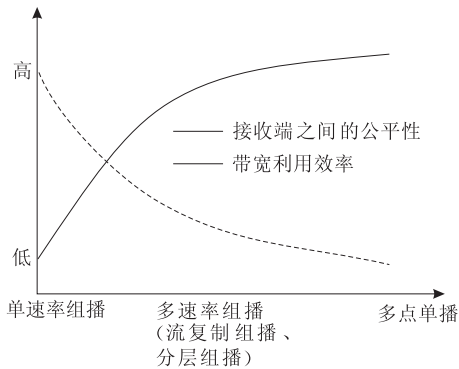 高
接收端之间的公平性
带宽利用效率
低
单速率组播
多速率组播
(流复制组播、
分层组播)
多点单播